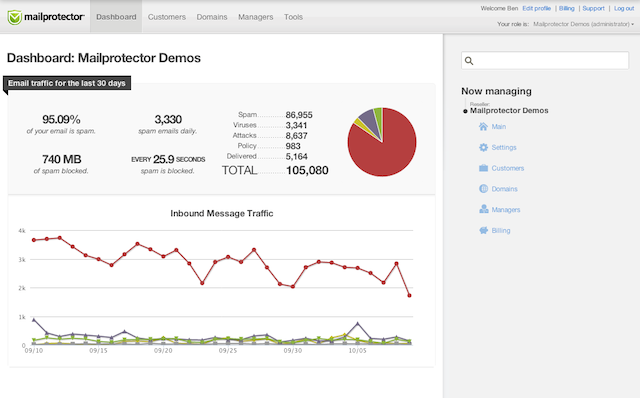 mailprotector
Dashboard Customers Domains Managers Tools
Welcome Ben Edit profile | Billing | Support | Log out
Your role is: Mailprotector Demos (administrator)
Dashboard: Mailprotector Demos
Email traffic for the last 30 days
95.09%
of your email is spam.
3,330
spam emails daily.
740 MB
of spam blocked.
EVERY 25.9 SECONDS
spam is blocked.
Spam 86,955
Viruses 3,341
Attacks 8,637
Policy 983
Delivered 5,164
TOTAL 105,080
Inbound Message Traffic
4k
3k
2k
1k
0
09/10 09/15 09/20 09/25 09/30 10/05
Now managing
Reseller:
Mailprotector Demos
Main
Settings
Customers
Domains
Managers
Billing